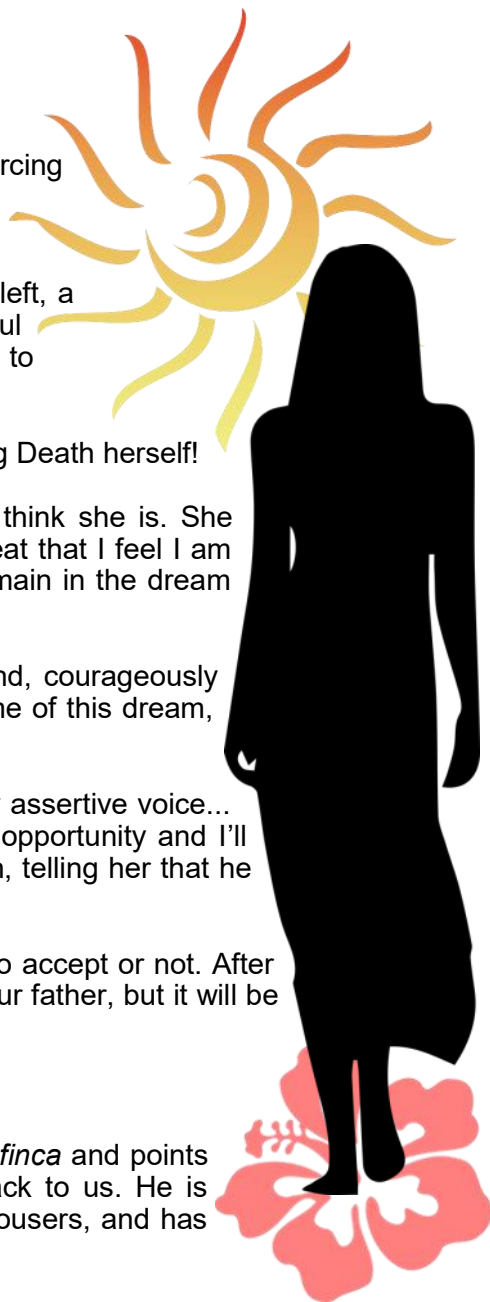 rcing
left, a
ul
to
g Death herself!
think she is. She
eat that I feel I am
main in the dream
nd, courageously
ne of this dream,
assertive voice...
opportunity and I’ll
n, telling her that he
o accept or not. After
ur father, but it will be
finca and points
ack to us. He is
ousers, and has